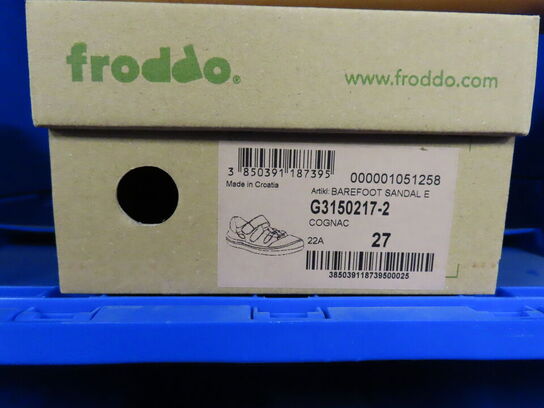 froddo®
www.froddo.com
3 850391 187395
000001051258
Made in Croatia
Artikl: BAREFOOT SANDAL E
G3150217-2
COGNAC
22A
27
38503911873950025